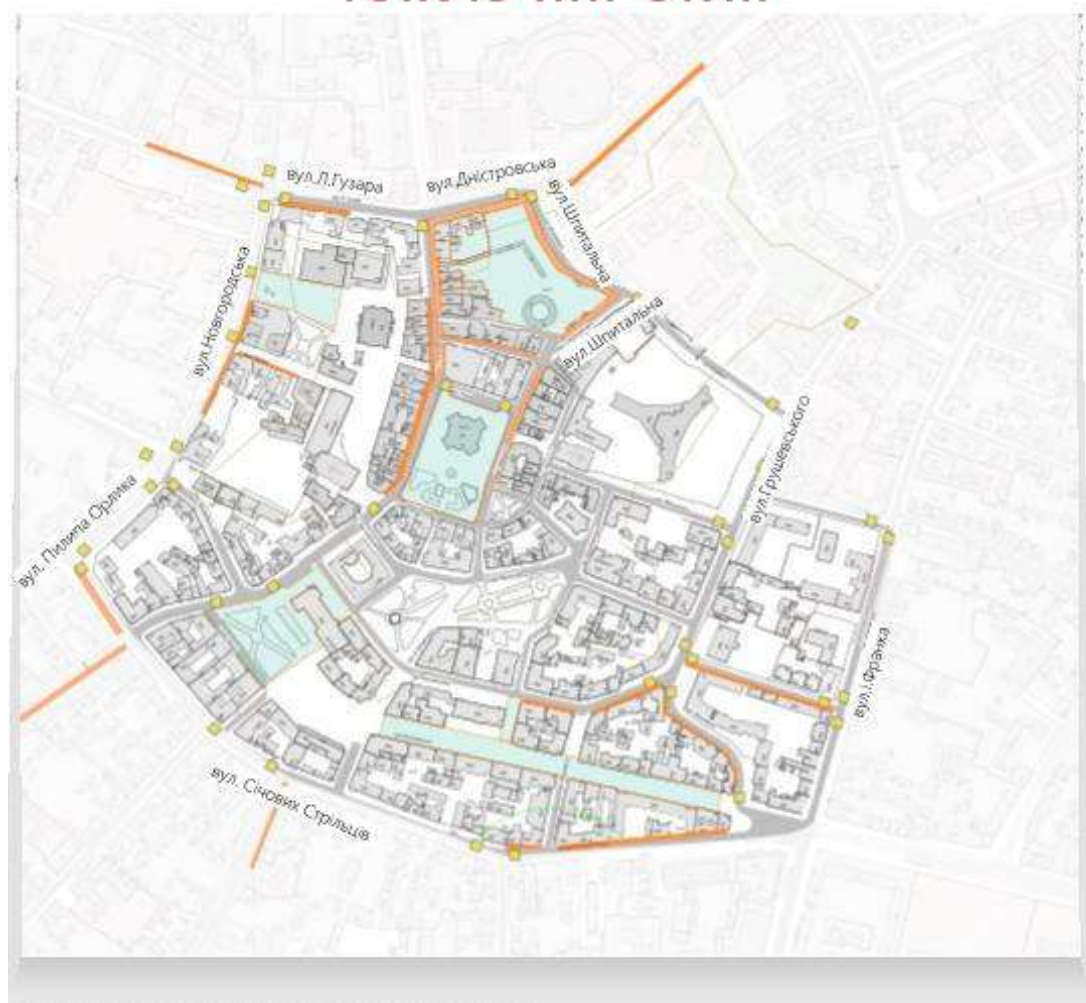 вул.Л.Гузара
вул.Дністровська
вул.Шпитальна
вул.Шпитальна
вул.Новгородська
вул.Грушевського
вул. Пилипа Орлика
вул.І.Франка
вул. Січових Стрільців